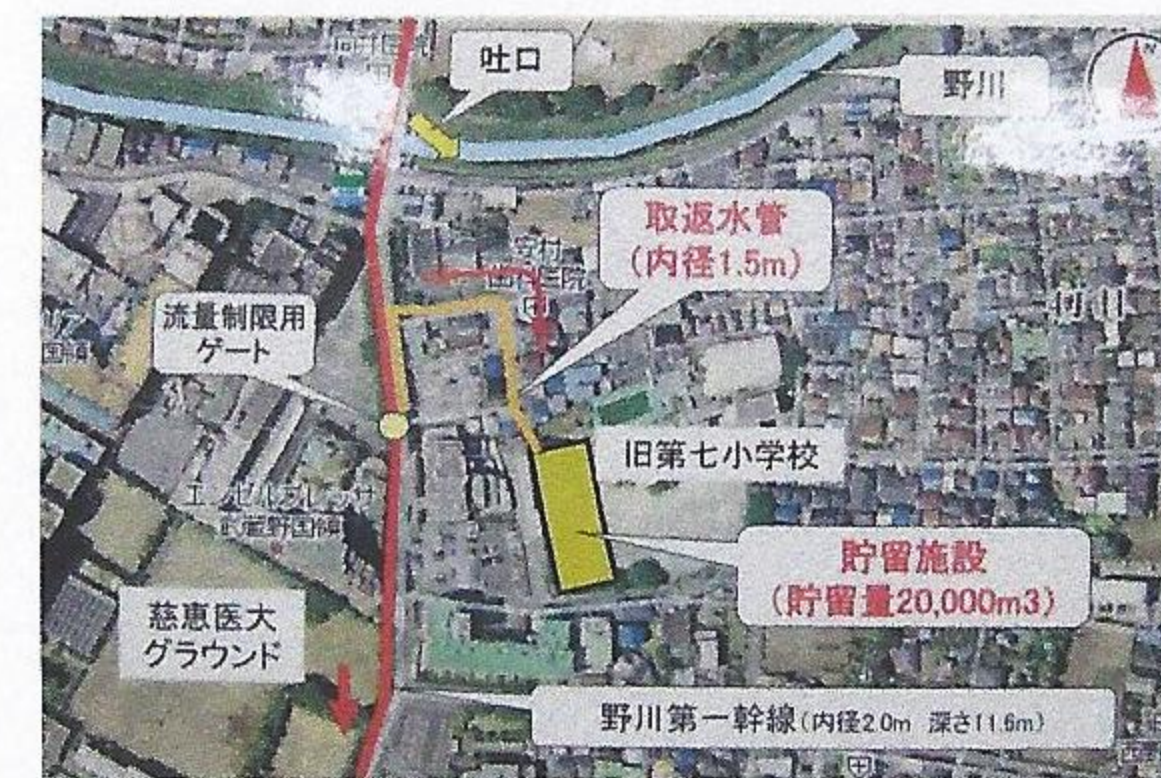 吐口
野川
N
取返水管
(内径1.5m)
流量制限用
ゲート
旧第七小学校
貯留施設
(貯留量20,000m3)
慈恵医大
グラウンド
野川第一幹線(内径2.0m 深さ11.6m)